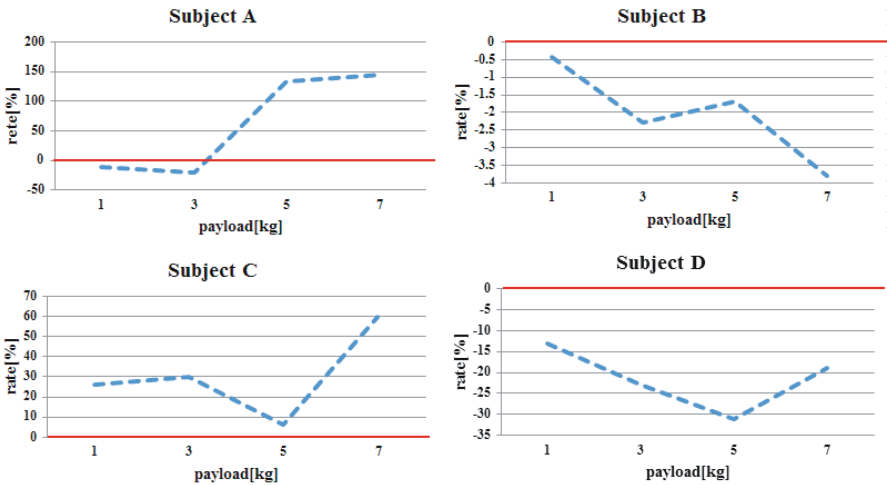 Subject A
200
150
100
50
0
-50
rete[%]
1 3 5 7
payload[kg]
Subject B
0
-0.5
-1
-1.5
-2
-2.5
-3
-3.5
-4
rate[%]
1 3 5 7
payload[kg]
Subject C
70
60
50
40
30
20
10
0
rate[%]
1 3 5 7
payload[kg]
Subject D
0
-5
-10
-15
-20
-25
-30
-35
rate[%]
1 3 5 7
payload[kg]